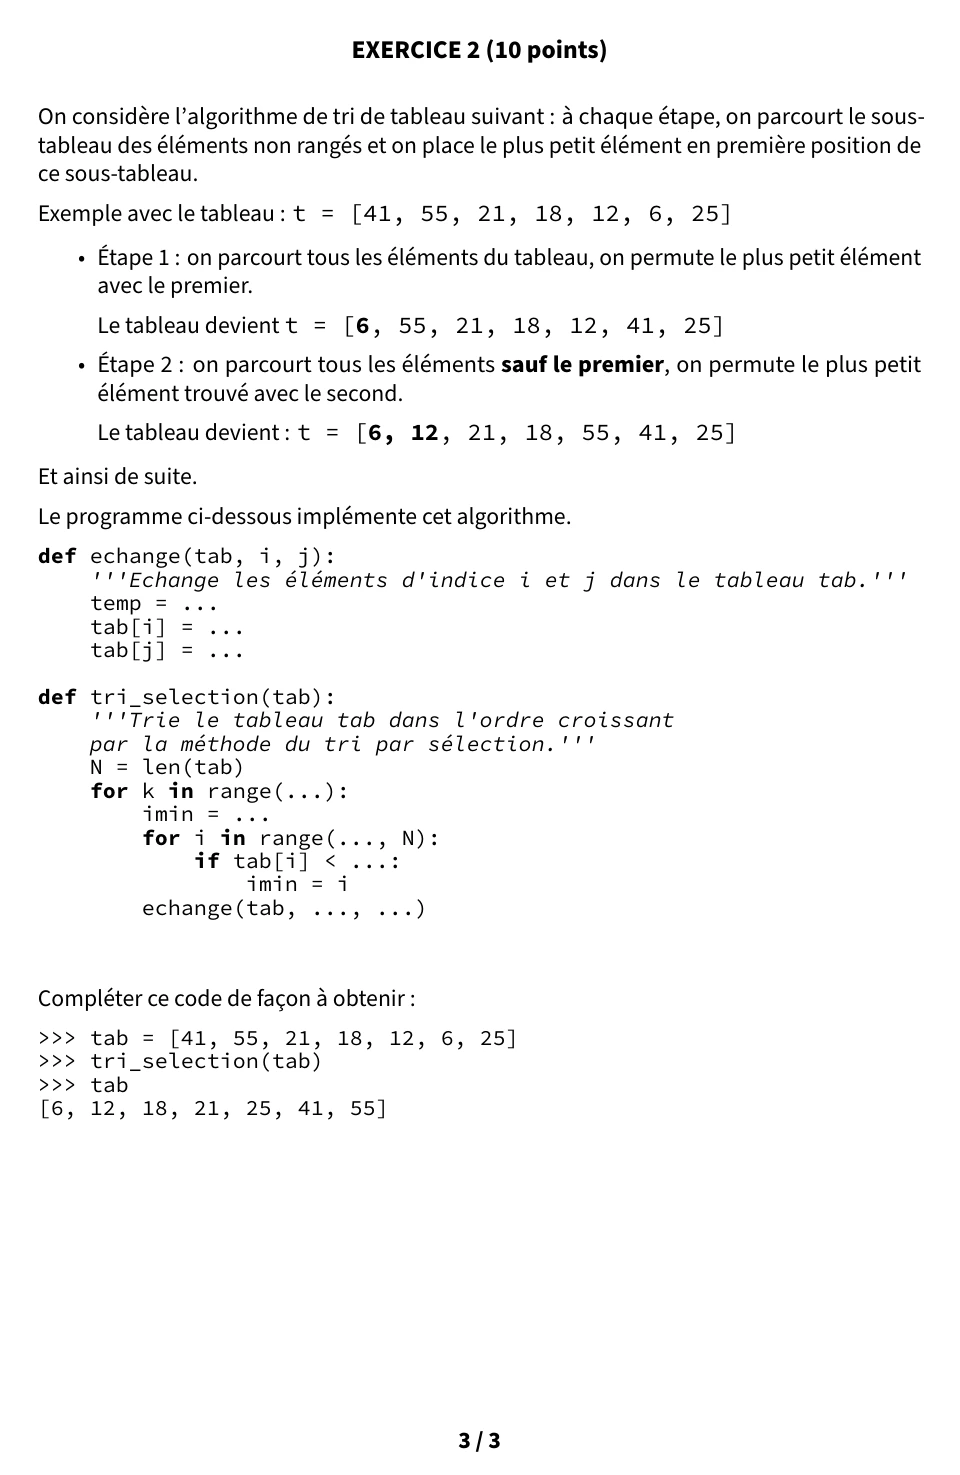 EXERCICE 2 (10 points)
On considère l’algorithme de tri de tableau suivant : à chaque étape, on parcourt le sous-
tableau des éléments non rangés et on place le plus petit élément en première position de
ce sous-tableau.
Exemple avec le tableau : t = [41, 55, 21, 18, 12, 6, 25]
• Étape 1 : on parcourt tous les éléments du tableau, on permute le plus petit élément
avec le premier.
Le tableau devient t = [6, 55, 21, 18, 12, 41, 25]
• Étape 2 : on parcourt tous les éléments sauf le premier, on permute le plus petit
élément trouvé avec le second.
Le tableau devient : t = [6, 12, 21, 18, 55, 41, 25]
Et ainsi de suite.
Le programme ci-dessous implémente cet algorithme.
def echange(tab, i, j):
    '''Echange les éléments d'indice i et j dans le tableau tab.'''
    temp = ...
    tab[i] = ...
    tab[j] = ...
def tri_selection(tab):
    '''Trie le tableau tab dans l'ordre croissant
    par la méthode du tri par sélection.'''
    N = len(tab)
    for k in range(...):
        imin = ...
        for i in range(..., N):
            if tab[i] < ...:
                imin = i
        echange(tab, ..., ...)
Compléter ce code de façon à obtenir :
>>> tab = [41, 55, 21, 18, 12, 6, 25]
>>> tri_selection(tab)
>>> tab
[6, 12, 18, 21, 25, 41, 55]
3 / 3